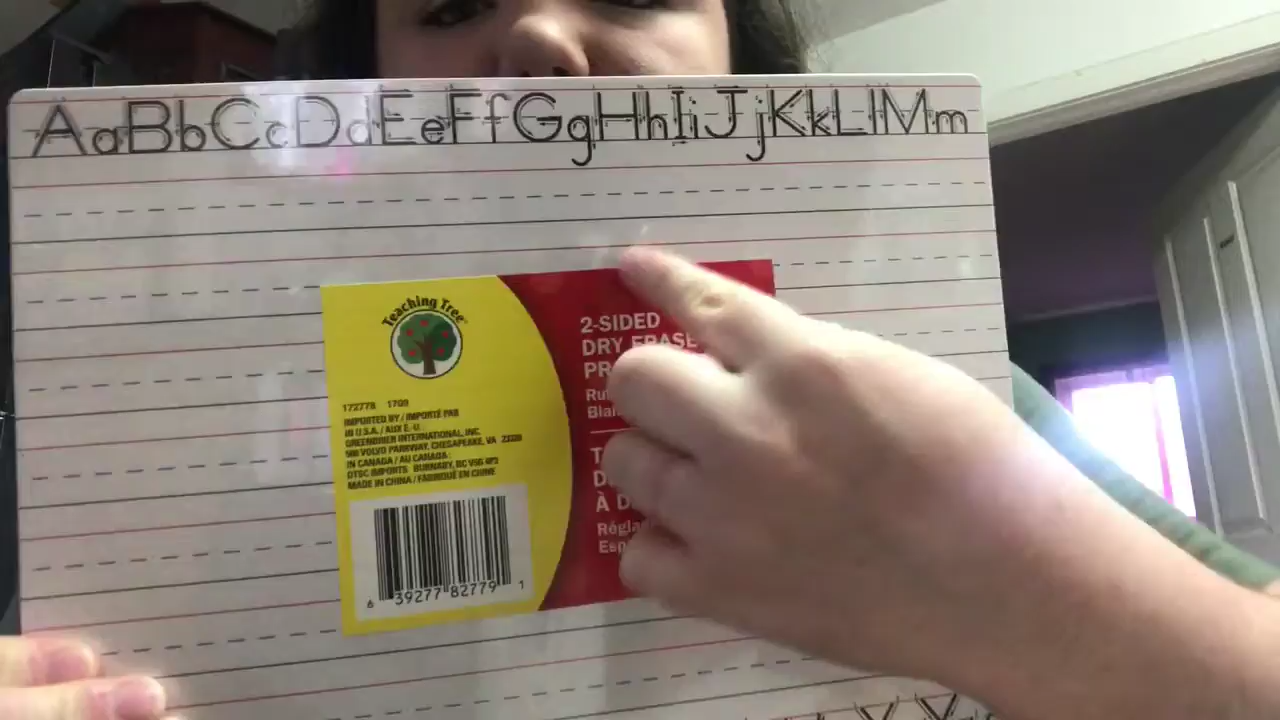 AaBbCcDdEeFfGgHhIiJjKkLlMm
Teaching Tree
2-SIDED
DRY ERASE
172778 1709
IMPORTED BY / IMPORTÉ PAR
IN U.S.A. / AUX É.-U.
GREENBRIER INTERNATIONAL, INC.
500 VOLVO PARKWAY, CHESAPEAKE, VA 23320
IN CANADA / AU CANADA:
DTSC IMPORTS BURNABY, BC V5G 4P3
MADE IN CHINA / FABRIQUÉ EN CHINE
6 39277 82779 1